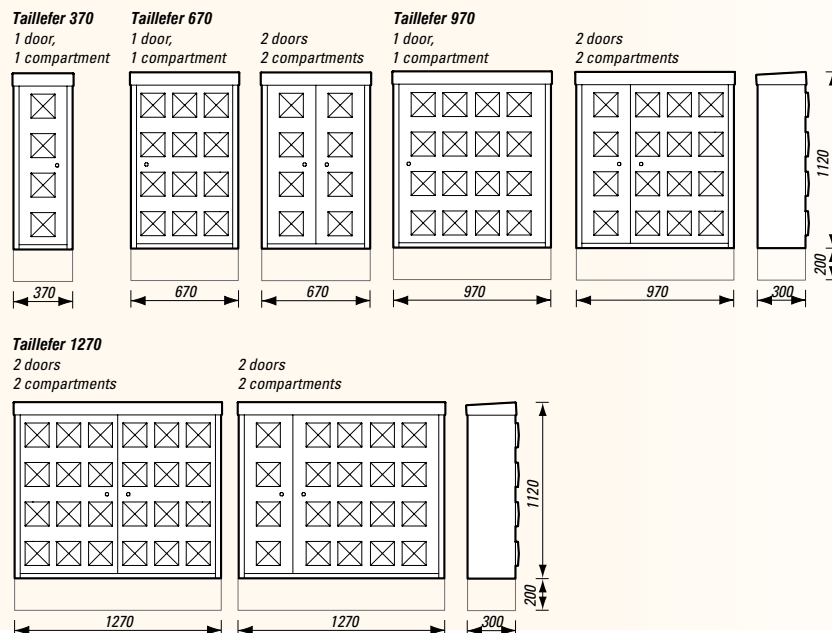 Taillefer 370
1 door,
1 compartment
Taillefer 670
1 door,
1 compartment
2 doors
2 compartments
Taillefer 970
1 door,
1 compartment
2 doors
2 compartments
1120
200
370
670
670
970
970
300
Taillefer 1270
2 doors
2 compartments
2 doors
2 compartments
1120
200
1270
1270
300